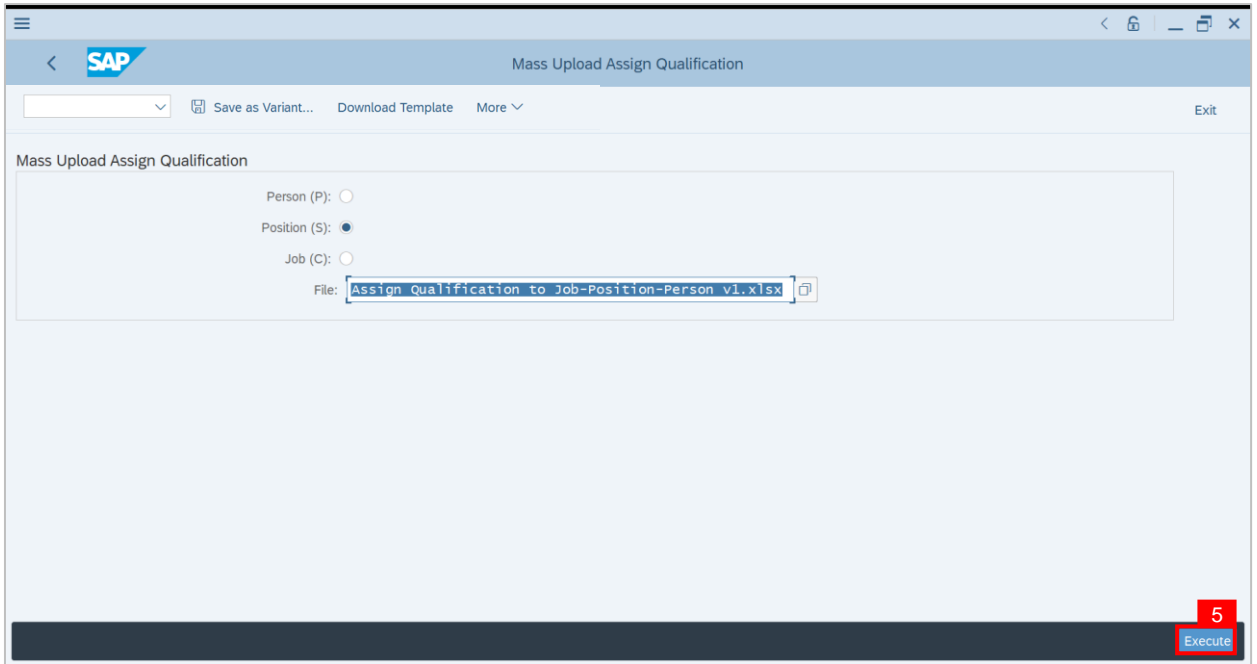 SAP
Mass Upload Assign Qualification
Save as Variant... Download Template More Exit
Mass Upload Assign Qualification
Person (P):
Position (S):
Job (C):
File: Assign Qualification to Job-Position-Person v1.xlsx
5
Execute